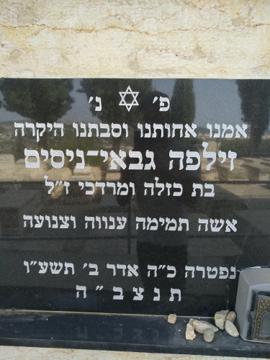 פ׳ נ׳
אמנו אחותנו וסבתנו היקרה
זילפה גבאי־ניסים
בת כזלה ומרדכי ז"ל
אשה תמימה ענווה וצנועה
נפטרה כ"ה אדר ב׳ תשע"ו
ת נ צ ב " ה